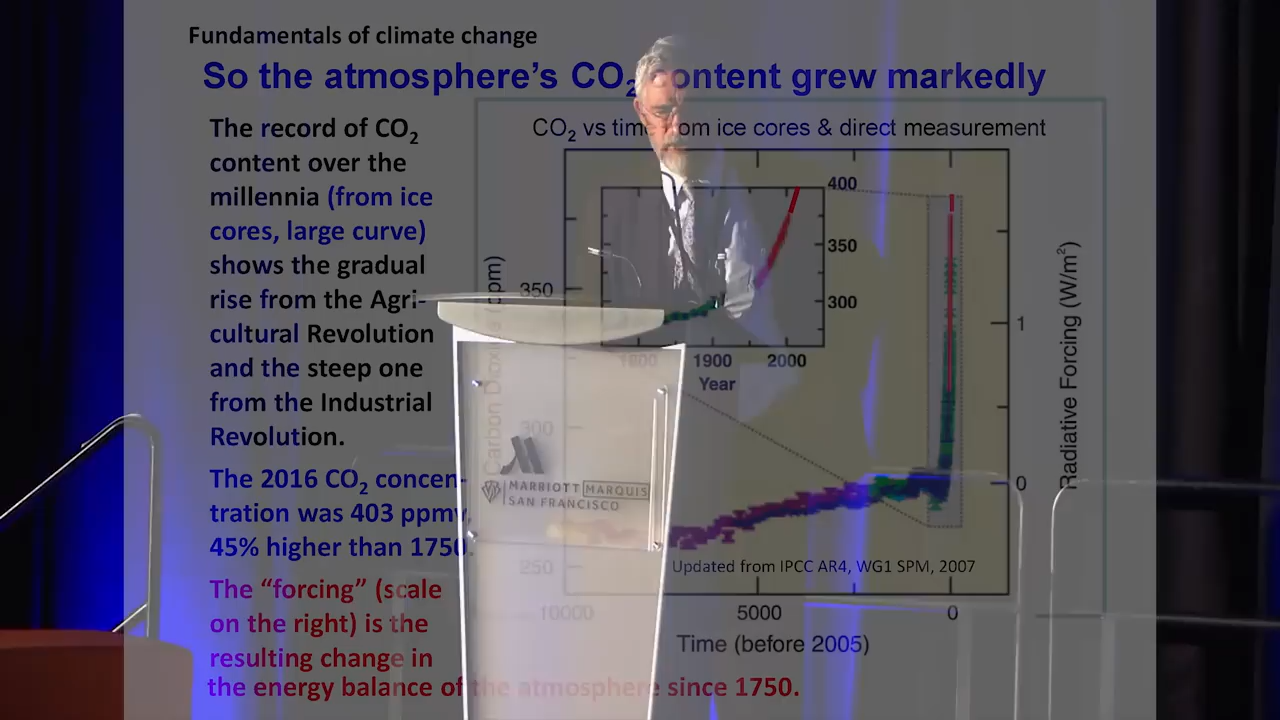 Fundamentals of climate change
So the atmosphere's CO₂ content grew markedly
The record of CO₂
content over the
millennia (from ice
cores, large curve)
shows the gradual
rise from the Agri-
cultural Revolution
and the steep one
from the Industrial
Revolution.
The 2016 CO₂ concen-
tration was 403 ppmv,
45% higher than 1750
The “forcing” (scale
on the right) is the
resulting change in
the energy balance of the atmosphere since 1750.
CO₂ vs time from ice cores & direct measurement
Carbon Dioxide (ppm)
350
300
250
400
350
300
1800 1900 2000
Year
1
0
Radiative Forcing (W/m²)
Updated from IPCC AR4, WG1 SPM, 2007
10000 5000 0
Time (before 2005)
MARRIOTT MARQUIS
SAN FRANCISCO